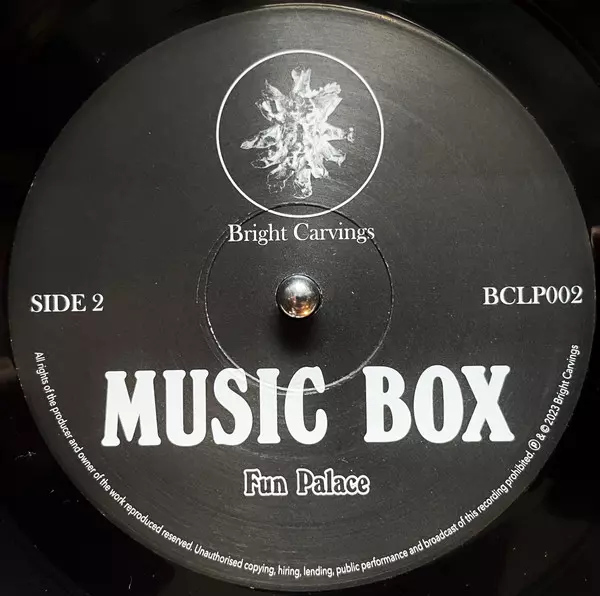 Bright Carvings
SIDE 2
BCLP002
MUSIC BOX
Fun Palace
All rights of the producer and owner of the work reproduced reserved. Unauthorised copying, hiring, lending, public performance and broadcast of this recording prohibited. ℗ & © 2023 Bright Carvings